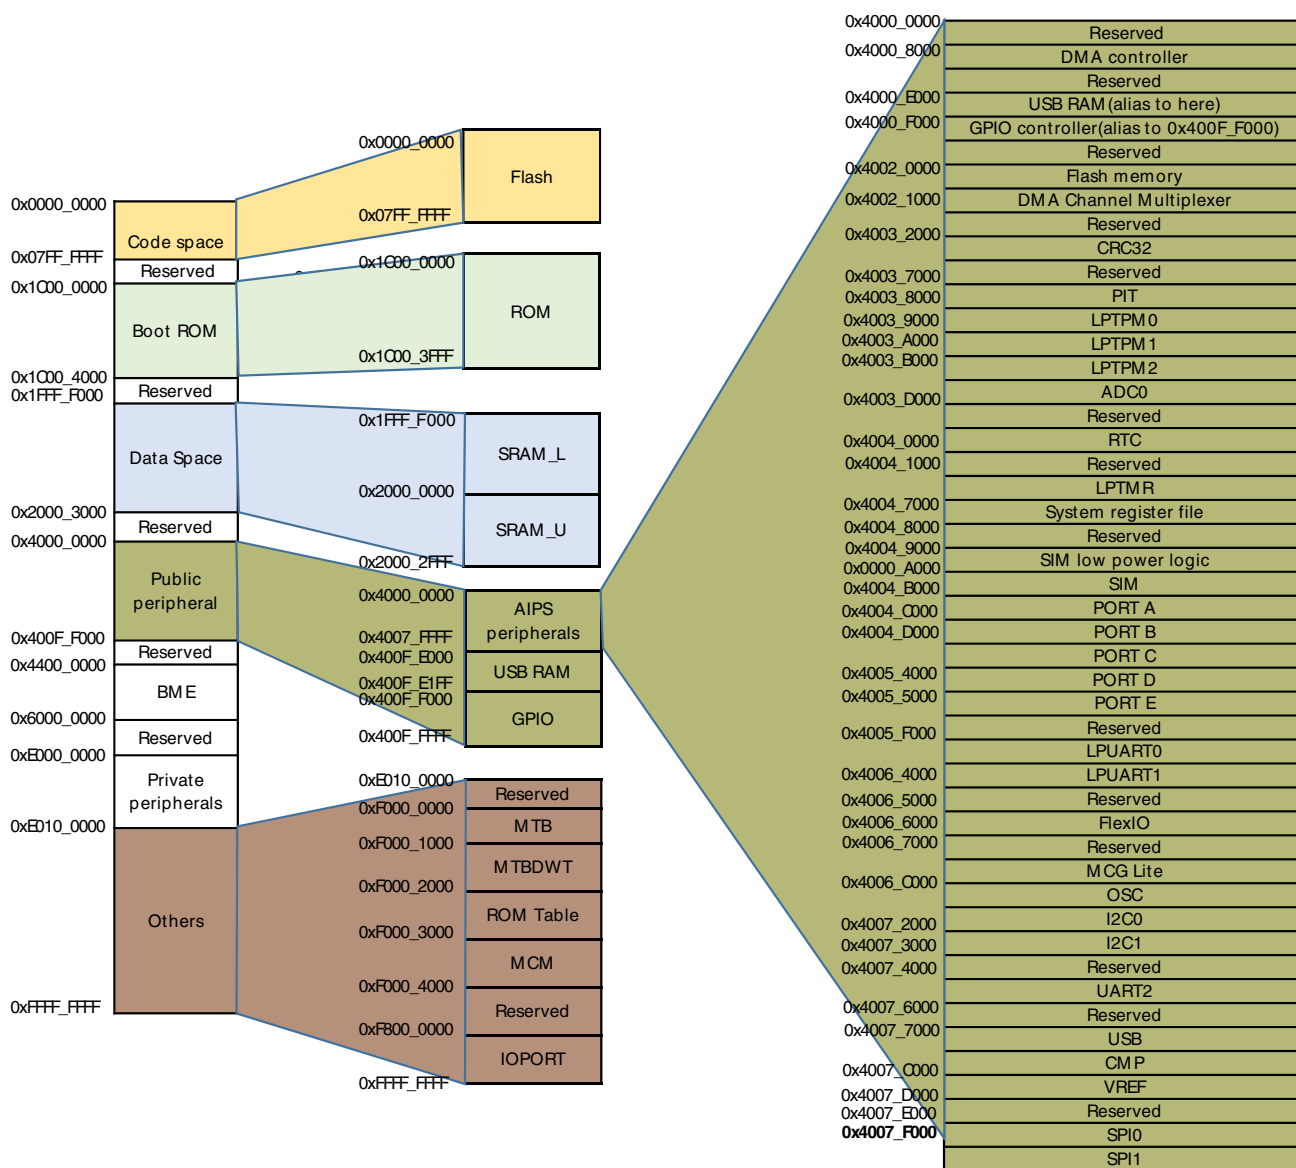 0x0000_0000
Code space
0x07FF_FFFF
Reserved
0x1C00_0000
Boot ROM
0x1C00_4000
Reserved
0x1FFF_F000
Data Space
0x2000_3000
Reserved
0x4000_0000
Public
peripheral
0x400F_F000
Reserved
0x4400_0000
BME
0x6000_0000
Reserved
0xE000_0000
Private
peripherals
0xE010_0000
Others
0xFFFF_FFFF
0x0000_0000
Flash
0x07FF_FFFF
0x1C00_0000
ROM
0x1C00_3FFF
0x1FFF_F000
SRAM_L
0x2000_0000
SRAM_U
0x2000_2FFF
0x4000_0000
AIPS
peripherals
0x4007_FFFF
0x400F_E000
USB RAM
0x400F_E1FF
0x400F_F000
GPIO
0x400F_FFFF
0xE010_0000
Reserved
0xF000_0000
MTB
0xF000_1000
MTBDWT
0xF000_2000
ROM Table
0xF000_3000
MCM
0xF000_4000
Reserved
0xF800_0000
IOPORT
0xFFFF_FFFF
0x4000_0000
Reserved
0x4000_8000
DMA controller
Reserved
0x4000_E000
USB RAM(alias to here)
0x4000_F000
GPIO controller(alias to 0x400F_F000)
Reserved
0x4002_0000
Flash memory
0x4002_1000
DMA Channel Multiplexer
Reserved
0x4003_2000
CRC32
0x4003_7000
Reserved
0x4003_8000
PIT
0x4003_9000
LPTPM0
0x4003_A000
LPTPM1
0x4003_B000
LPTPM2
ADC0
0x4003_D000
Reserved
0x4004_0000
RTC
0x4004_1000
Reserved
LPTMR
0x4004_7000
System register file
0x4004_8000
Reserved
0x4004_9000
SIM low power logic
0x0000_A000
SIM
0x4004_B000
PORT A
0x4004_C000
PORT B
0x4004_D000
PORT C
0x4005_4000
PORT D
0x4005_5000
PORT E
Reserved
0x4005_F000
LPUART0
0x4006_4000
LPUART1
0x4006_5000
Reserved
0x4006_6000
FlexIO
0x4006_7000
Reserved
MCG Lite
0x4006_C000
OSC
0x4007_2000
I2C0
0x4007_3000
I2C1
0x4007_4000
Reserved
UART2
0x4007_6000
Reserved
0x4007_7000
USB
0x4007_C000
CMP
VREF
0x4007_D000
Reserved
0x4007_E000
0x4007_F000
SPI0
SPI1